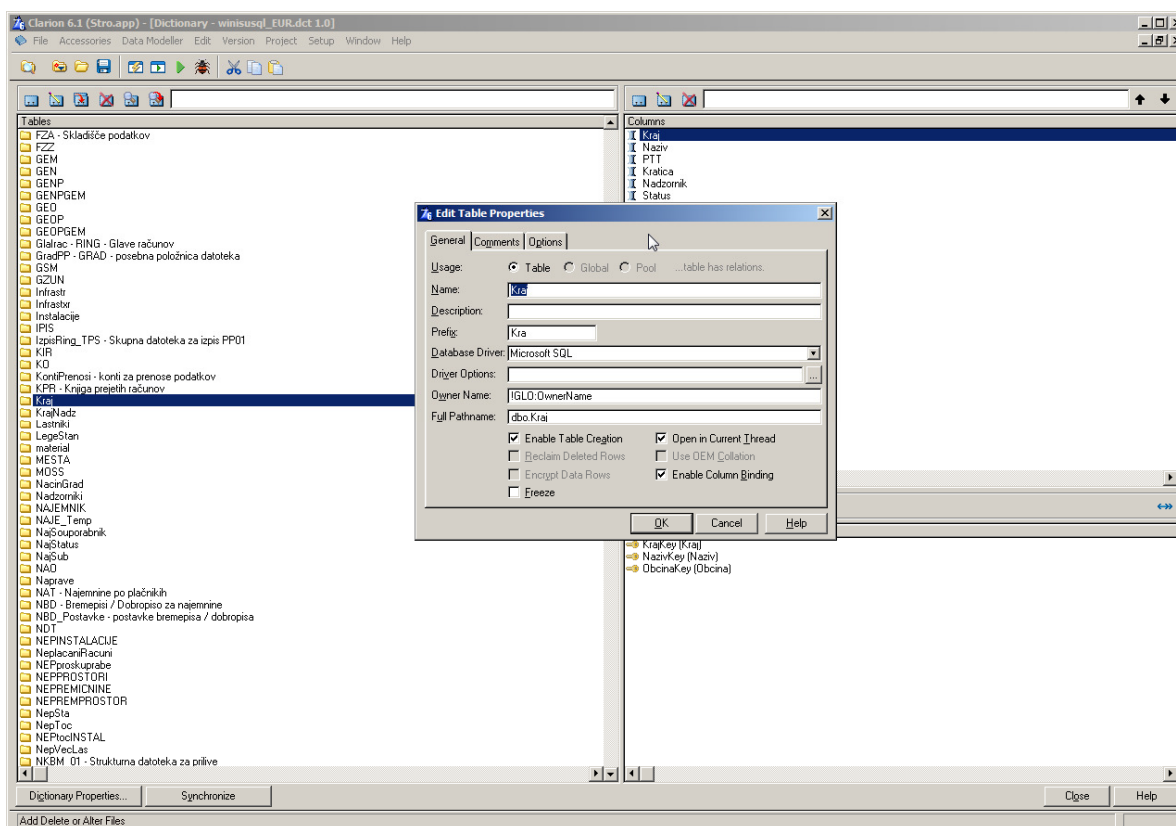 Clarion 6.1 (Stro.app) - [Dictionary - winisusql_EUR.dct 1.0]
File Accessories Data Modeller Edit Version Project Setup Window Help
Tables
FZA - Skladišče podatkov
FZZ
GEM
GEN
GENP
GENPGEM
GEO
GEOP
GEOPGEM
Glalrac - RING - Glave računov
GradPP - GRAD - posebna položnica datoteka
GSM
GZUN
Infrastr
Infrastxr
Instalacije
IPIS
IzpisRing_TPS - Skupna datoteka za izpis PP01
KIR
KO
KontiPrenosi - konti za prenose podatkov
KPR - Knjiga prejetih računov
Kraj
KrajNadz
Lastniki
LegeStan
material
MESTA
MOSS
NacinGrad
Nadzorniki
NAJEMNIK
NAJE_Temp
NajSouporabnik
NajStatus
NajSub
NAO
Naprave
NAT - Najemnine po plačnikih
NBD - Bremepisi / Dobropiso za najemnine
NBD_Postavke - postavke bremepisa / dobropisa
NDT
NEPINSTALACIJE
NeplacaniRacuni
NEPproskuprabe
NEPPROSTORI
NEPREMICNINE
NEPREMPROSTOR
NepSta
NepToc
NEPtocINSTAL
NepVecLas
NKBM_01 - Strukturna datoteka za prilive
Columns
Kraj
Naziv
PTT
Kratica
Nadzornik
Status
Edit Table Properties
General Comments Options
Usage: Table Global Pool ...table has relations.
Name: Kraj
Description:
Prefix: Kra
Database Driver: Microsoft SQL
Driver Options: ...
Owner Name: !GLO:OwnerName
Full Pathname: dbo.Kraj
Enable Table Creation Open in Current Thread
Reclaim Deleted Rows Use OEM Collation
Encrypt Data Rows Enable Column Binding
Freeze
OK Cancel Help
KrajKey (Kraj)
NazivKey (Naziv)
ObcinaKey (Obcina)
Dictionary Properties... Synchronize Close Help
Add Delete or Alter Files